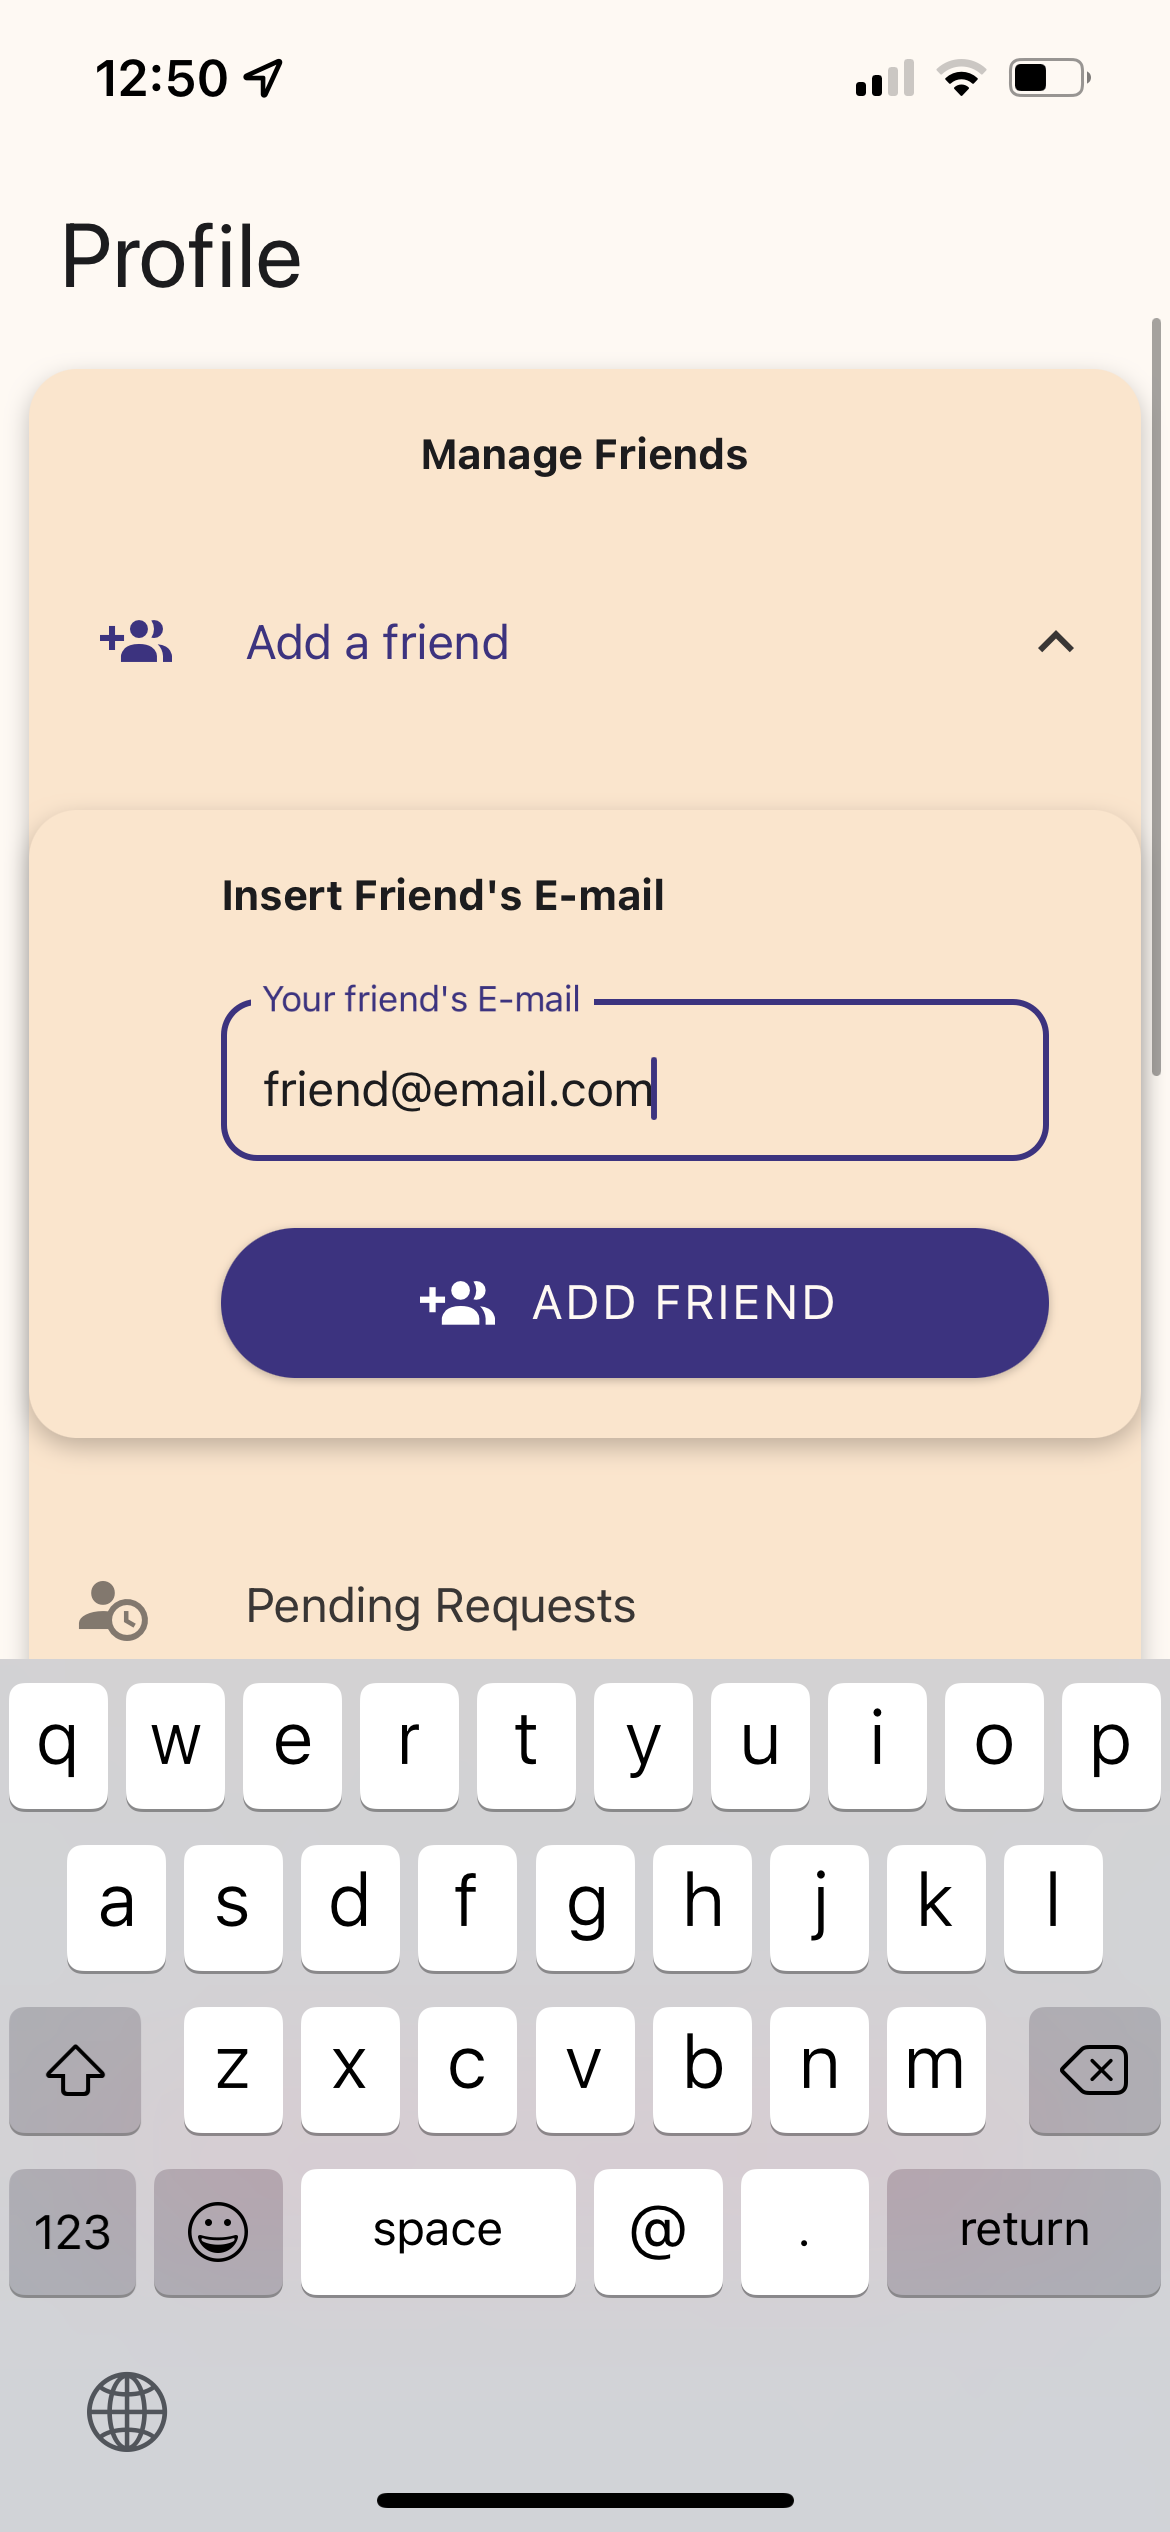 12:50
Profile
Manage Friends
Add a friend
Insert Friend's E-mail
Your friend's E-mail
friend@email.com
ADD FRIEND
Pending Requests
q w e r t y u i o p
a s d f g h j k l
z x c v b n m
123 space @ . return